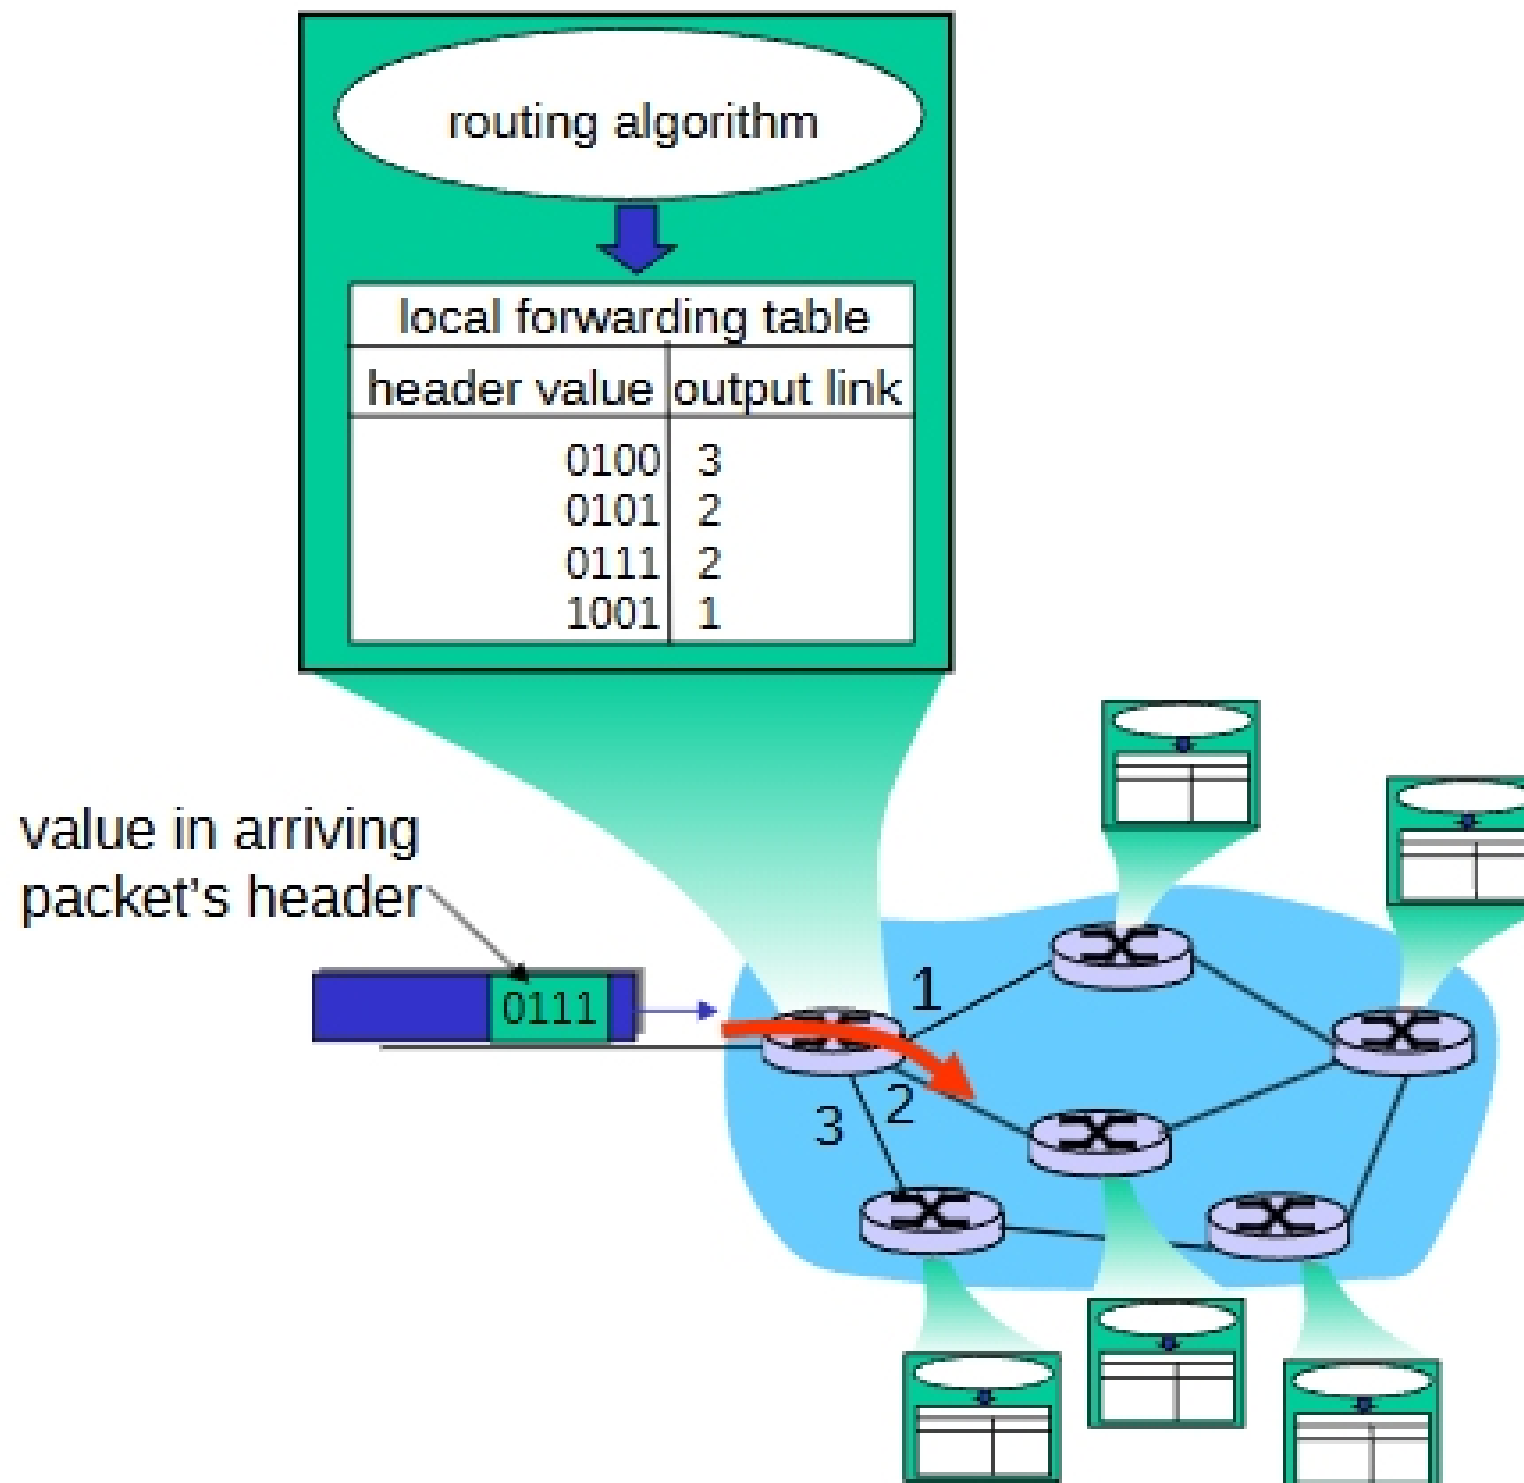 routing algorithm
local forwarding table
header value output link
0100 3
0101 2
0111 2
1001 1
value in arriving
packet's header
0111
1
2
3